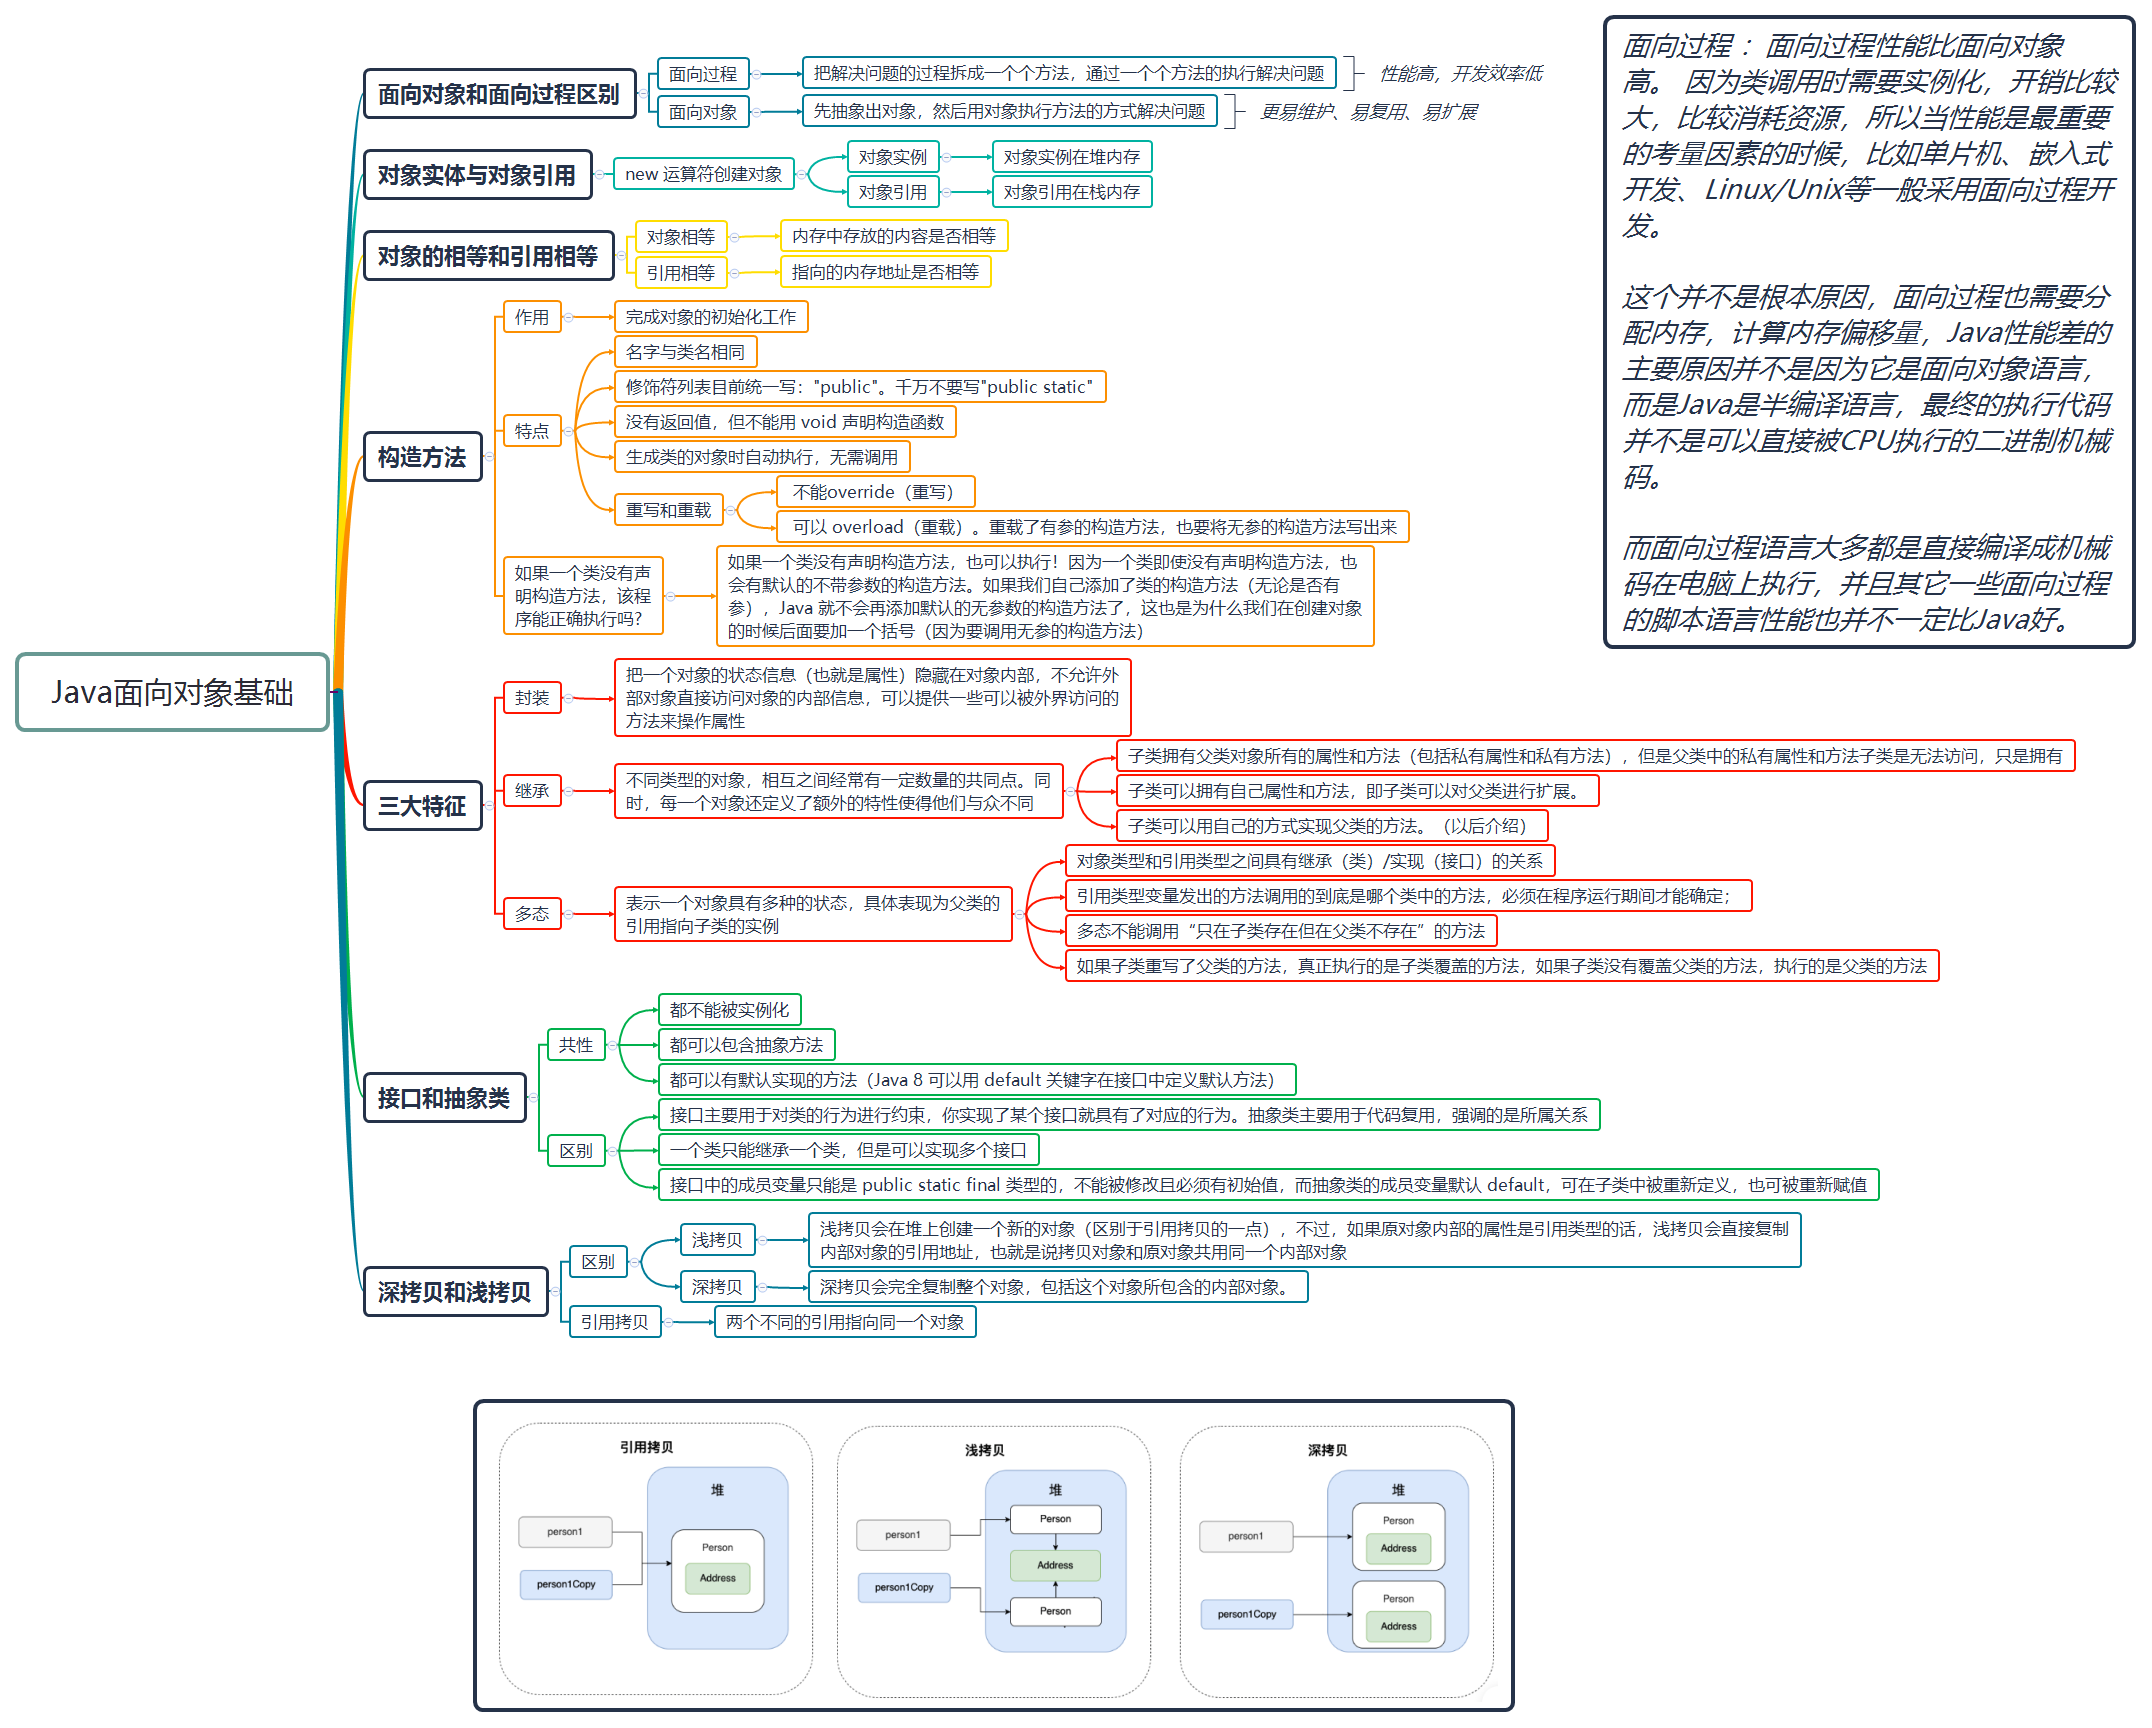 Java面向对象基础
面向对象和面向过程区别
面向过程
把解决问题的过程拆成一个个方法，通过一个个方法的执行解决问题
性能高，开发效率低
面向对象
先抽象出对象，然后用对象执行方法的方式解决问题
更易维护、易复用、易扩展
对象实体与对象引用
new 运算符创建对象
对象实例
对象实例在堆内存
对象引用
对象引用在栈内存
对象的相等和引用相等
对象相等
内存中存放的内容是否相等
引用相等
指向的内存地址是否相等
构造方法
作用
完成对象的初始化工作
特点
名字与类名相同
修饰符列表目前统一写："public"。千万不要写"public static"
没有返回值，但不能用 void 声明构造函数
生成类的对象时自动执行，无需调用
重写和重载
不能override（重写）
可以 overload（重载）。重载了有参的构造方法，也要将无参的构造方法写出来
如果一个类没有声
明构造方法，该程
序能正确执行吗？
如果一个类没有声明构造方法，也可以执行！因为一个类即使没有声明构造方法，也
会有默认的不带参数的构造方法。如果我们自己添加了类的构造方法（无论是否有
参），Java 就不会再添加默认的无参数的构造方法了，这也是为什么我们在创建对象
的时候后面要加一个括号（因为要调用无参的构造方法）
三大特征
封装
把一个对象的状态信息（也就是属性）隐藏在对象内部，不允许外
部对象直接访问对象的内部信息，可以提供一些可以被外界访问的
方法来操作属性
继承
不同类型的对象，相互之间经常有一定数量的共同点。同
时，每一个对象还定义了额外的特性使得他们与众不同
子类拥有父类对象所有的属性和方法（包括私有属性和私有方法），但是父类中的私有属性和方法子类是无法访问，只是拥有
子类可以拥有自己属性和方法，即子类可以对父类进行扩展。
子类可以用自己的方式实现父类的方法。（以后介绍）
多态
表示一个对象具有多种的状态，具体表现为父类的
引用指向子类的实例
对象类型和引用类型之间具有继承（类）/实现（接口）的关系
引用类型变量发出的方法调用的到底是哪个类中的方法，必须在程序运行期间才能确定；
多态不能调用“只在子类存在但在父类不存在”的方法
如果子类重写了父类的方法，真正执行的是子类覆盖的方法，如果子类没有覆盖父类的方法，执行的是父类的方法
接口和抽象类
共性
都不能被实例化
都可以包含抽象方法
都可以有默认实现的方法（Java 8 可以用 default 关键字在接口中定义默认方法）
区别
接口主要用于对类的行为进行约束，你实现了某个接口就具有了对应的行为。抽象类主要用于代码复用，强调的是所属关系
一个类只能继承一个类，但是可以实现多个接口
接口中的成员变量只能是 public static final 类型的，不能被修改且必须有初始值，而抽象类的成员变量默认 default，可在子类中被重新定义，也可被重新赋值
深拷贝和浅拷贝
区别
浅拷贝
浅拷贝会在堆上创建一个新的对象（区别于引用拷贝的一点），不过，如果原对象内部的属性是引用类型的话，浅拷贝会直接复制
内部对象的引用地址，也就是说拷贝对象和原对象共用同一个内部对象
深拷贝
深拷贝会完全复制整个对象，包括这个对象所包含的内部对象。
引用拷贝
两个不同的引用指向同一个对象
面向过程 ：面向过程性能比面向对象
高。 因为类调用时需要实例化，开销比较
大，比较消耗资源，所以当性能是最重要
的考量因素的时候，比如单片机、嵌入式
开发、Linux/Unix等一般采用面向过程开
发。
这个并不是根本原因，面向过程也需要分
配内存，计算内存偏移量，Java性能差的
主要原因并不是因为它是面向对象语言，
而是Java是半编译语言，最终的执行代码
并不是可以直接被CPU执行的二进制机械
码。
而面向过程语言大多都是直接编译成机械
码在电脑上执行，并且其它一些面向过程
的脚本语言性能也并不一定比Java好。
引用拷贝
堆
person1
person1Copy
Person
Address
浅拷贝
堆
person1
person1Copy
Person
Address
Person
深拷贝
堆
person1
person1Copy
Person
Address
Person
Address